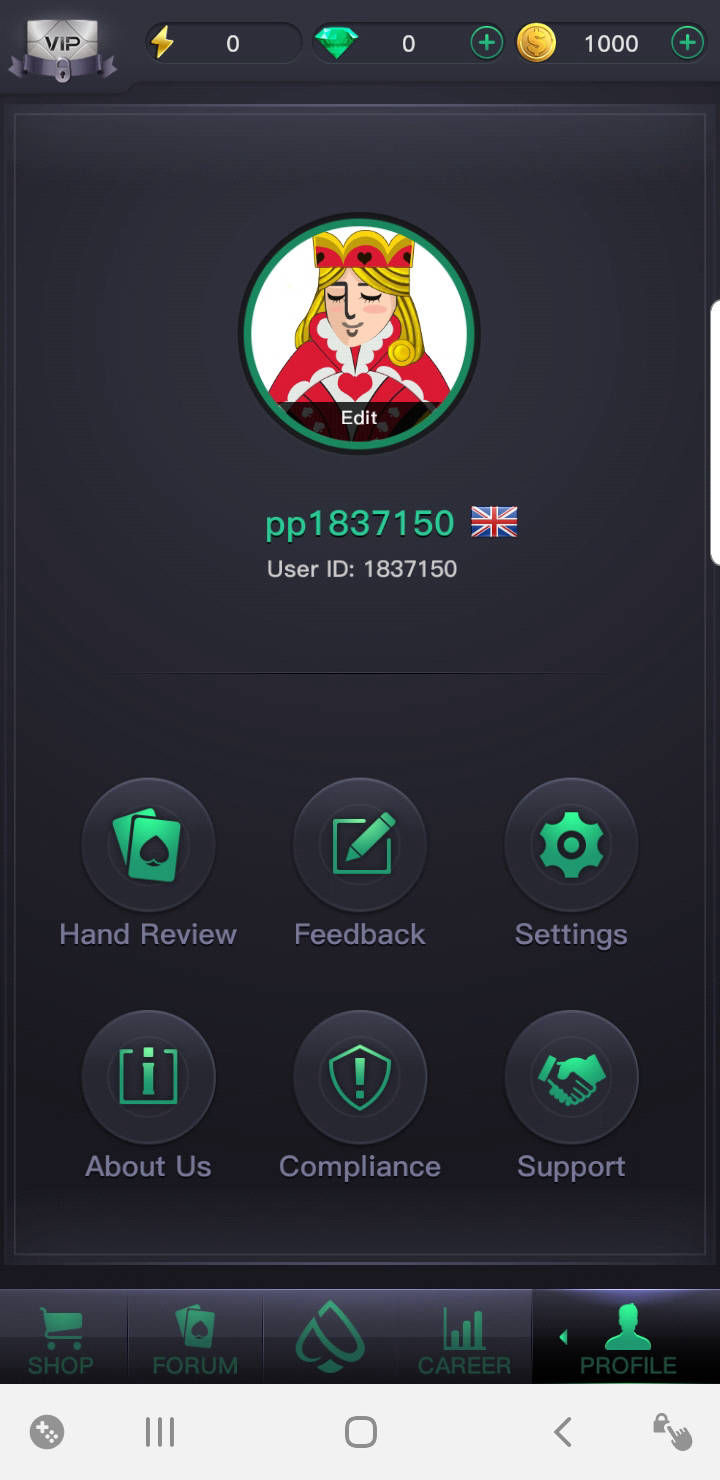 VIP
0
0
1000
Edit
pp1837150
User ID: 1837150
Hand Review
Feedback
Settings
About Us
Compliance
Support
SHOP
FORUM
CAREER
PROFILE